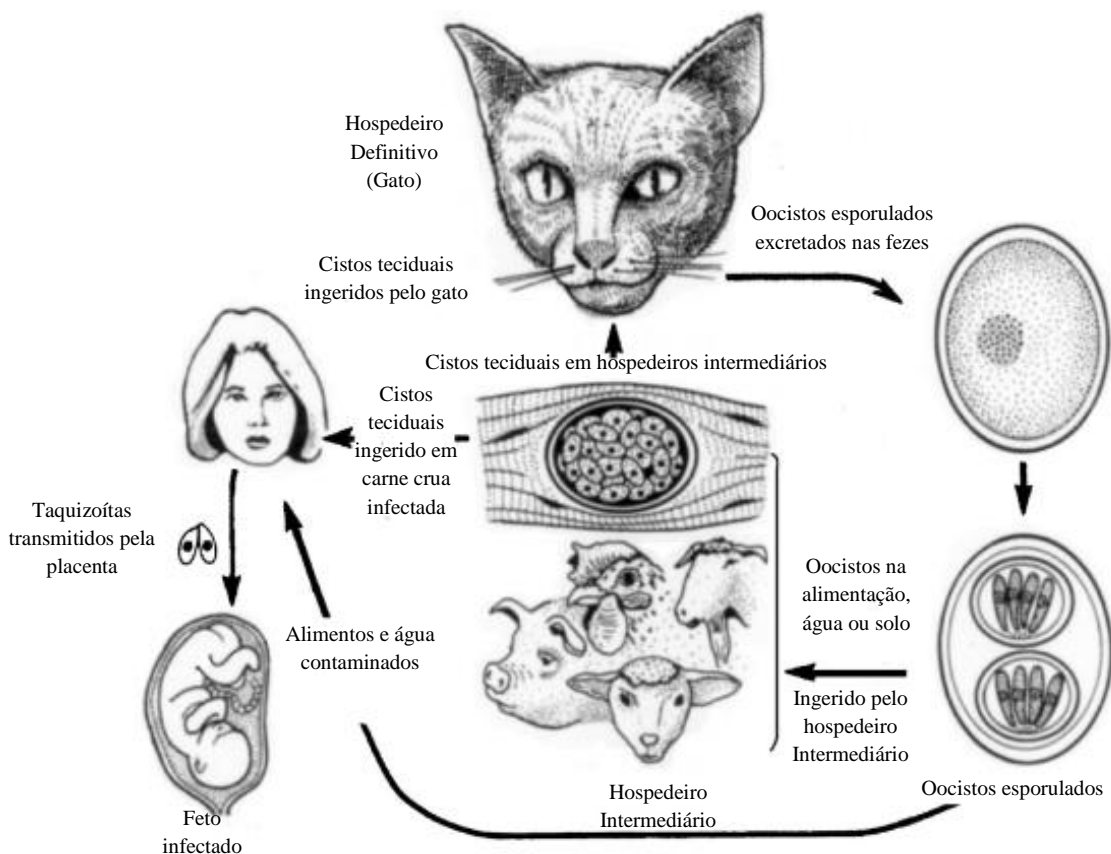 Hospedeiro
Definitivo
(Gato)
Oocistos esporulados
excretados nas fezes
Cistos teciduais
ingeridos pelo gato
Cistos teciduais em hospedeiros intermediários
Cistos
teciduais
ingerido em
carne crua
infectada
Taquizoítas
transmitidos pela
placenta
Alimentos e água
contaminados
Oocistos na
alimentação,
água ou solo
Ingerido pelo
hospedeiro
Intermediário
Oocistos esporulados
Hospedeiro
Intermediário
Feto
infectado